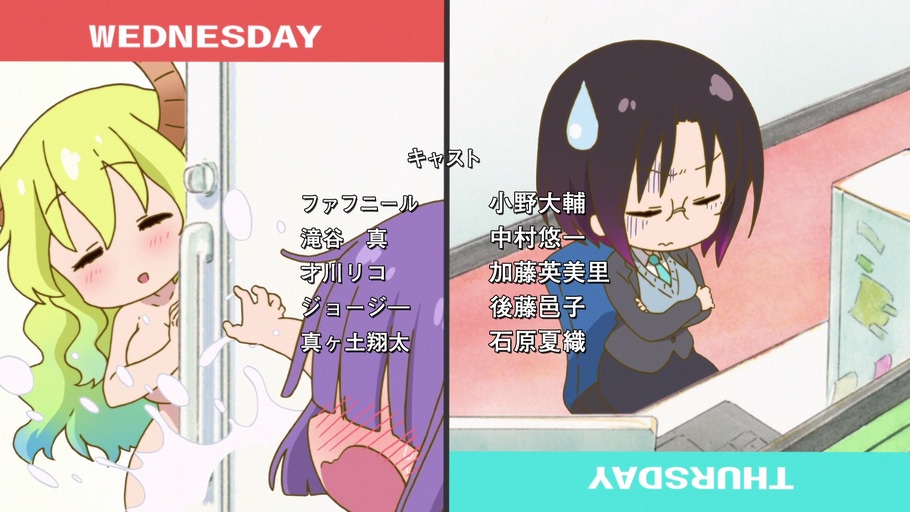 WEDNESDAY
キャスト
ファフニール 小野大輔
滝谷 真 中村悠一
才川リコ 加藤英美里
ジョージー 後藤邑子
真ヶ土翔太 石原夏織
THURSDAY